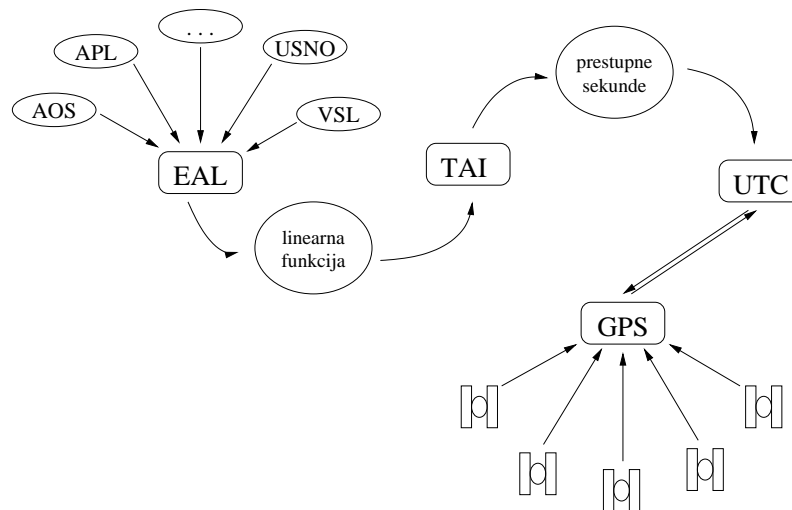 . . .
APL
USNO
AOS
VSL
EAL
linearna
funkcija
TAI
prestupne
sekunde
UTC
GPS